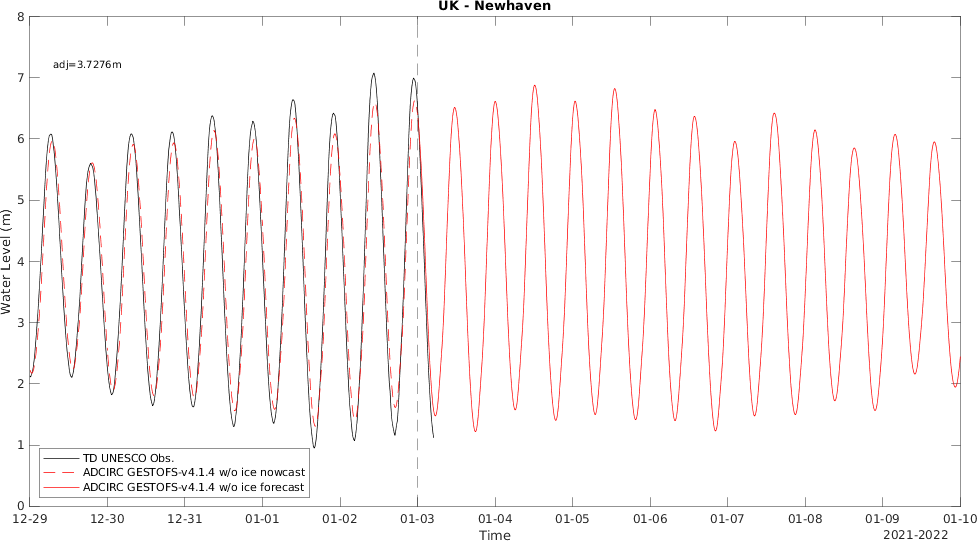 UK - Newhaven
8
adj=3.7276m
7
6
5
4
3
2
1
0
Water Level (m)
TD UNESCO Obs.
ADCIRC GESTOFS-v4.1.4 w/o ice nowcast
ADCIRC GESTOFS-v4.1.4 w/o ice forecast
12-29 12-30 12-31 01-01 01-02 01-03 01-04 01-05 01-06 01-07 01-08 01-09 01-10
Time
2021-2022